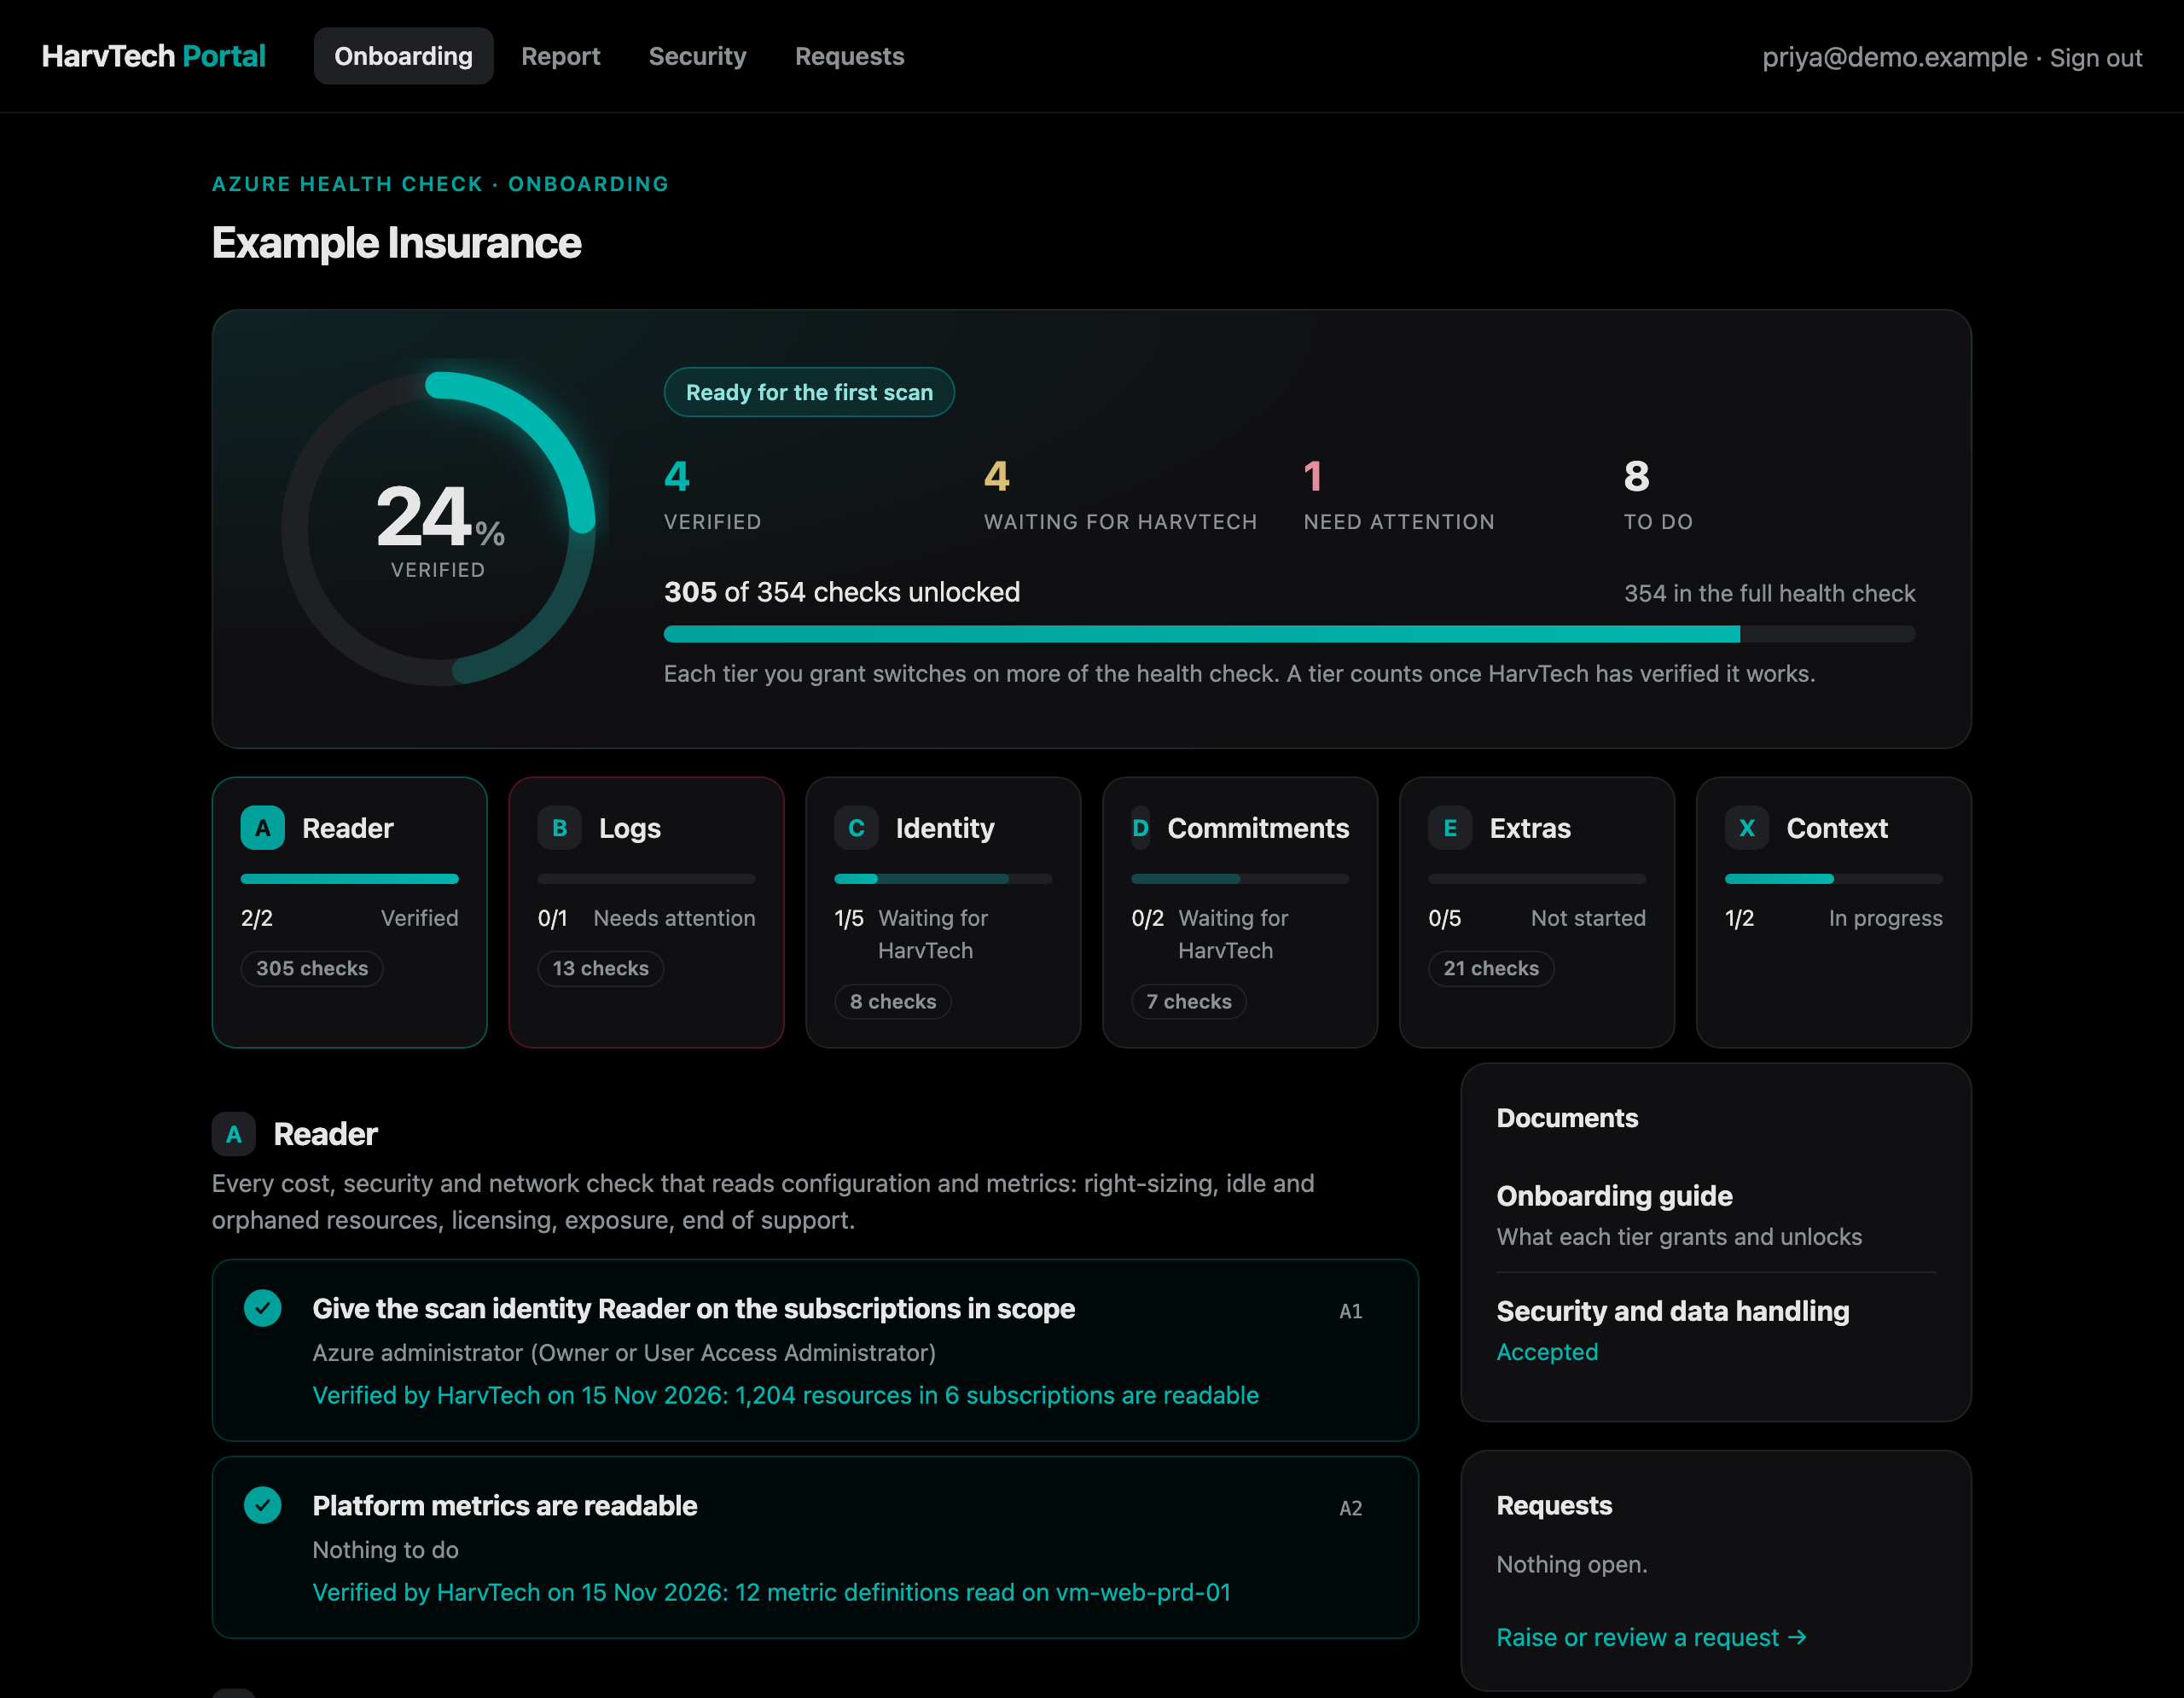 HarvTech Portal
Onboarding
Report
Security
Requests
priya@demo.example · Sign out
AZURE HEALTH CHECK · ONBOARDING
Example Insurance
24%
VERIFIED
Ready for the first scan
4
VERIFIED
4
WAITING FOR HARVTECH
1
NEED ATTENTION
8
TO DO
305 of 354 checks unlocked
354 in the full health check
Each tier you grant switches on more of the health check. A tier counts once HarvTech has verified it works.
A Reader
2/2 Verified
305 checks
B Logs
0/1 Needs attention
13 checks
C Identity
1/5 Waiting for
HarvTech
8 checks
D Commitments
0/2 Waiting for
HarvTech
7 checks
E Extras
0/5 Not started
21 checks
X Context
1/2 In progress
A Reader
Every cost, security and network check that reads configuration and metrics: right-sizing, idle and
orphaned resources, licensing, exposure, end of support.
Give the scan identity Reader on the subscriptions in scope
A1
Azure administrator (Owner or User Access Administrator)
Verified by HarvTech on 15 Nov 2026: 1,204 resources in 6 subscriptions are readable
Platform metrics are readable
A2
Nothing to do
Verified by HarvTech on 15 Nov 2026: 12 metric definitions read on vm-web-prd-01
Documents
Onboarding guide
What each tier grants and unlocks
Security and data handling
Accepted
Requests
Nothing open.
Raise or review a request →